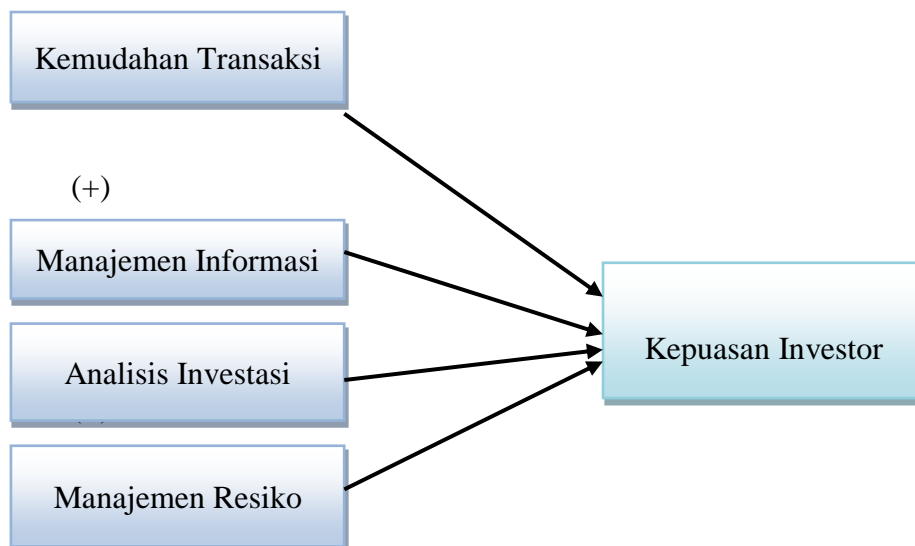 Kemudahan Transaksi
(+)
Manajemen Informasi
Analisis Investasi
Kepuasan Investor
Manajemen Resiko